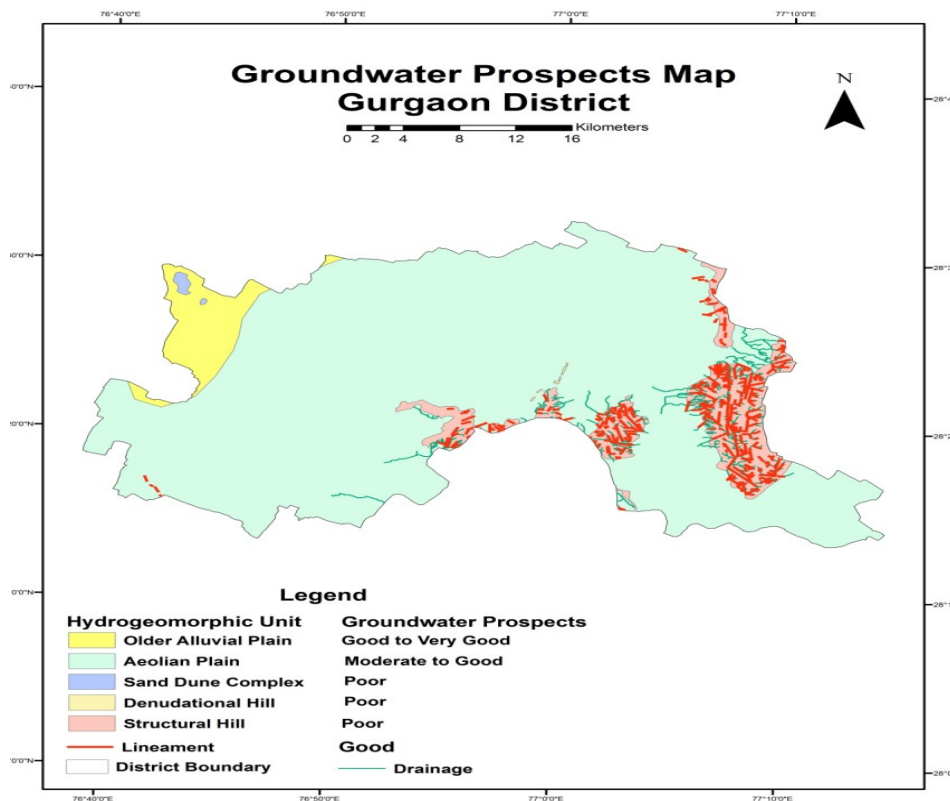 76°40'0"E 76°50'0"E 77°0'0"E 77°10'0"E
Groundwater Prospects Map
Gurgaon District
N
Kilometers
0 2 4 8 12 16
Legend
Hydrogeomorphic Unit Groundwater Prospects
Older Alluvial Plain Good to Very Good
Aeolian Plain Moderate to Good
Sand Dune Complex Poor
Denudational Hill Poor
Structural Hill Poor
Lineament Good
District Boundary Drainage
76°40'0"E 76°50'0"E 77°0'0"E 77°10'0"E